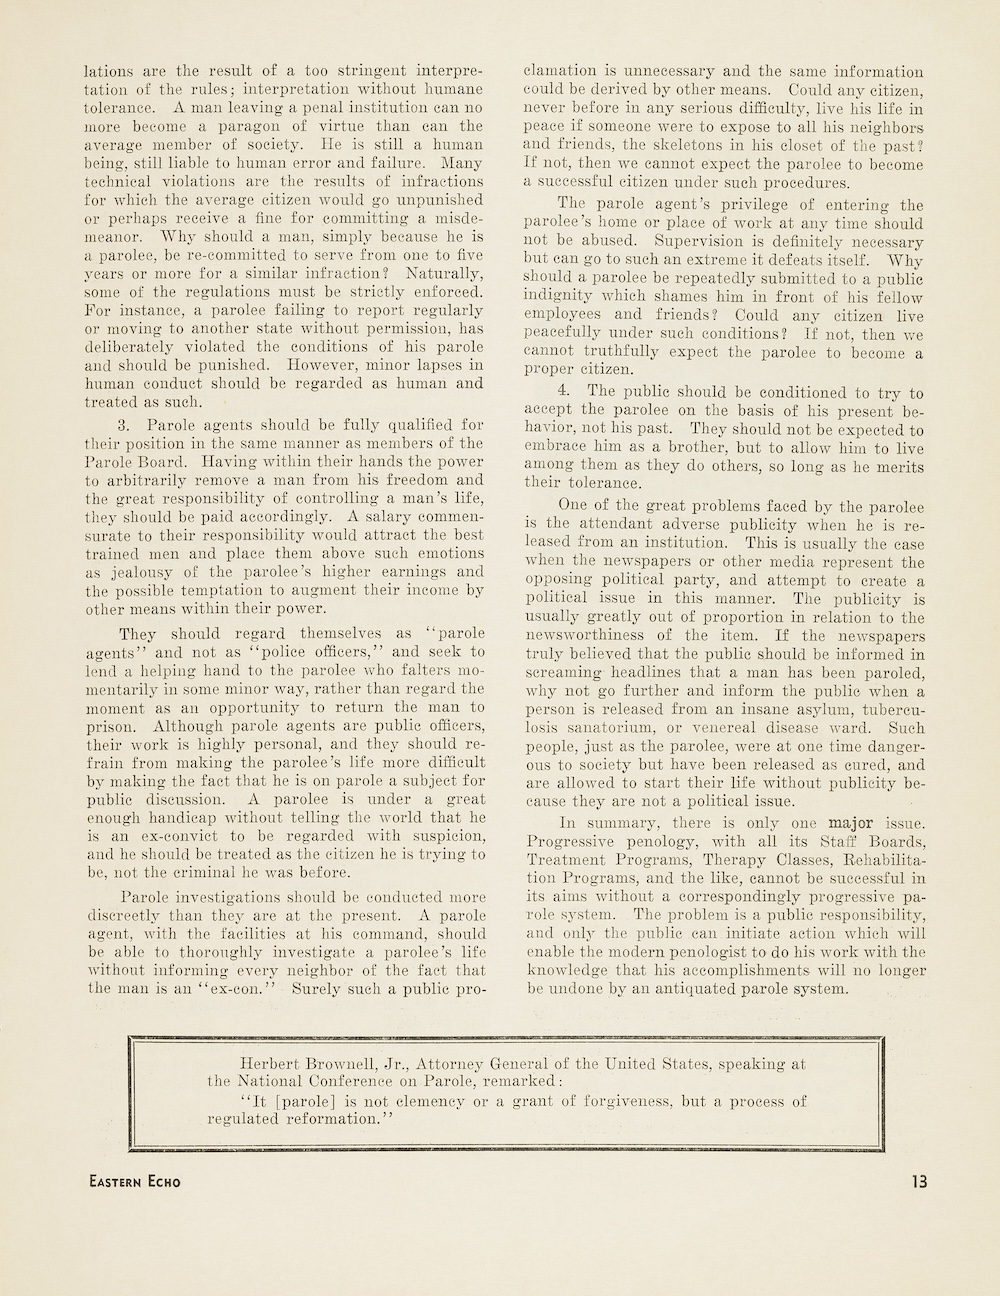 lations are the result of a too stringent interpre-
tation of the rules; interpretation without humane
tolerance. A man leaving a penal institution can no
more become a paragon of virtue than can the
average member of society. He is still a human
being, still liable to human error and failure. Many
technical violations are the results of infractions
for which the average citizen would go unpunished
or perhaps receive a fine for committing a misde-
meanor. Why should a man, simply because he is
a parolee, be re-committed to serve from one to five
years or more for a similar infraction? Naturally,
some of the regulations must be strictly enforced.
For instance, a parolee failing to report regularly
or moving to another state without permission, has
deliberately violated the conditions of his parole
and should be punished. However, minor lapses in
human conduct should be regarded as human and
treated as such.
3. Parole agents should be fully qualified for
their position in the same manner as members of the
Parole Board. Having within their hands the power
to arbitrarily remove a man from his freedom and
the great responsibility of controlling a man's life,
they should be paid accordingly. A salary commen-
surate to their responsibility would attract the best
trained men and place them above such emotions
as jealousy of the parolee's higher earnings and
the possible temptation to augment their income by
other means within their power.
They should regard themselves as "parole
agents" and not as "police officers," and seek to
lend a helping hand to the parolee who falters mo-
mentarily in some minor way, rather than regard the
moment as an opportunity to return the man to
prison. Although parole agents are public officers,
their work is highly personal, and they should re-
frain from making the parolee's life more difficult
by making the fact that he is on parole a subject for
public discussion. A parolee is under a great
enough handicap without telling the world that he
is an ex-convict to be regarded with suspicion,
and he should be treated as the citizen he is trying to
be, not the criminal he was before.
Parole investigations should be conducted more
discreetly than they are at the present. A parole
agent, with the facilities at his command, should
be able to thoroughly investigate a parolee's life
without informing every neighbor of the fact that
the man is an "ex-con." Surely such a public pro-
clamation is unnecessary and the same information
could be derived by other means. Could any citizen,
never before in any serious difficulty, live his life in
peace if someone were to expose to all his neighbors
and friends, the skeletons in his closet of the past?
If not, then we cannot expect the parolee to become
a successful citizen under such procedures.
The parole agent's privilege of entering the
parolee's home or place of work at any time should
not be abused. Supervision is definitely necessary
but can go to such an extreme it defeats itself. Why
should a parolee be repeatedly submitted to a public
indignity which shames him in front of his fellow
employees and friends? Could any citizen live
peacefully under such conditions? If not, then we
cannot truthfully expect the parolee to become a
proper citizen.
4. The public should be conditioned to try to
accept the parolee on the basis of his present be-
havior, not his past. They should not be expected to
embrace him as a brother, but to allow him to live
among them as they do others, so long as he merits
their tolerance.
One of the great problems faced by the parolee
is the attendant adverse publicity when he is re-
leased from an institution. This is usually the case
when the newspapers or other media represent the
opposing political party, and attempt to create a
political issue in this manner. The publicity is
usually greatly out of proportion in relation to the
newsworthiness of the item. If the newspapers
truly believed that the public should be informed in
screaming headlines that a man has been paroled,
why not go further and inform the public when a
person is released from an insane asylum, tubercu-
losis sanatorium, or venereal disease ward. Such
people, just as the parolee, were at one time danger-
ous to society but have been released as cured, and
are allowed to start their life without publicity be-
cause they are not a political issue.
In summary, there is only one major issue.
Progressive penology, with all its Staff Boards,
Treatment Programs, Therapy Classes, Rehabilita-
tion Programs, and the like, cannot be successful in
its aims without a correspondingly progressive pa-
role system. The problem is a public responsibility,
and only the public can initiate action which will
enable the modern penologist to do his work with the
knowledge that his accomplishments will no longer
be undone by an antiquated parole system.
Herbert Brownell, Jr., Attorney General of the United States, speaking at
the National Conference on Parole, remarked:
"It [parole] is not clemency or a grant of forgiveness, but a process of
regulated reformation."
EASTERN ECHO 13